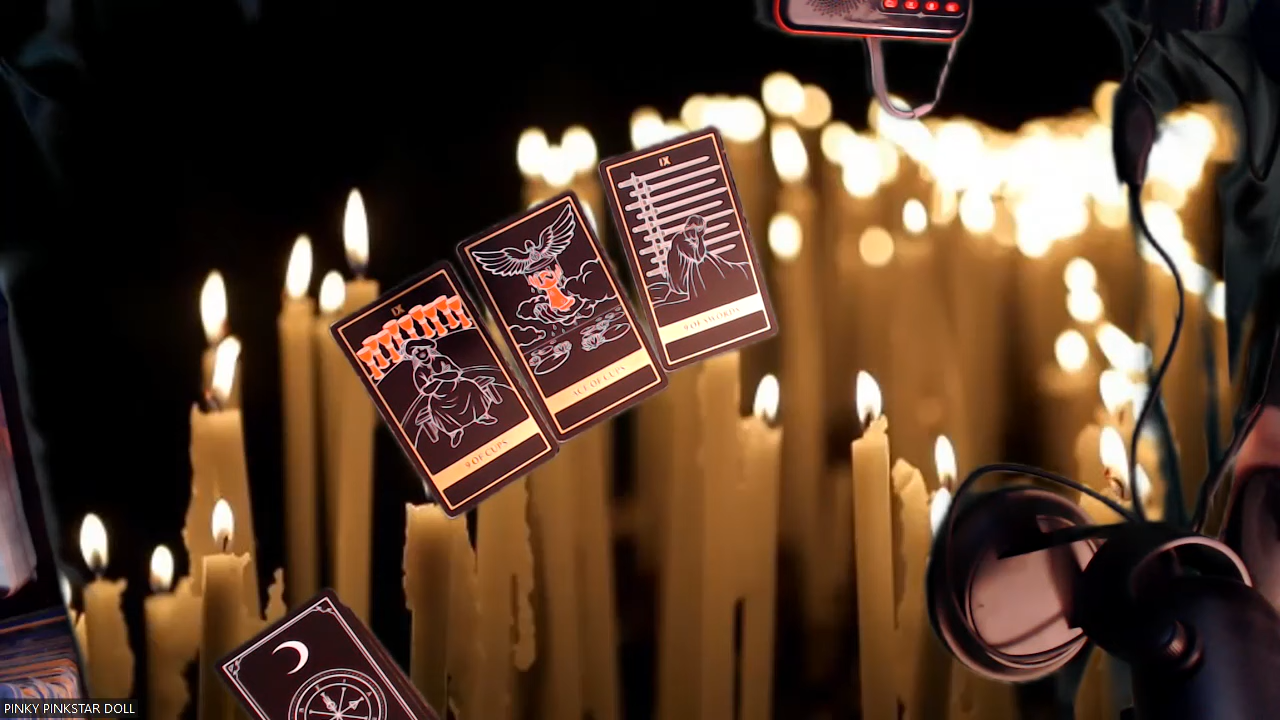 IX
9 OF SWORDS
ACE OF CUPS
IX
9 OF CUPS
PINKY PINKSTAR DOLL